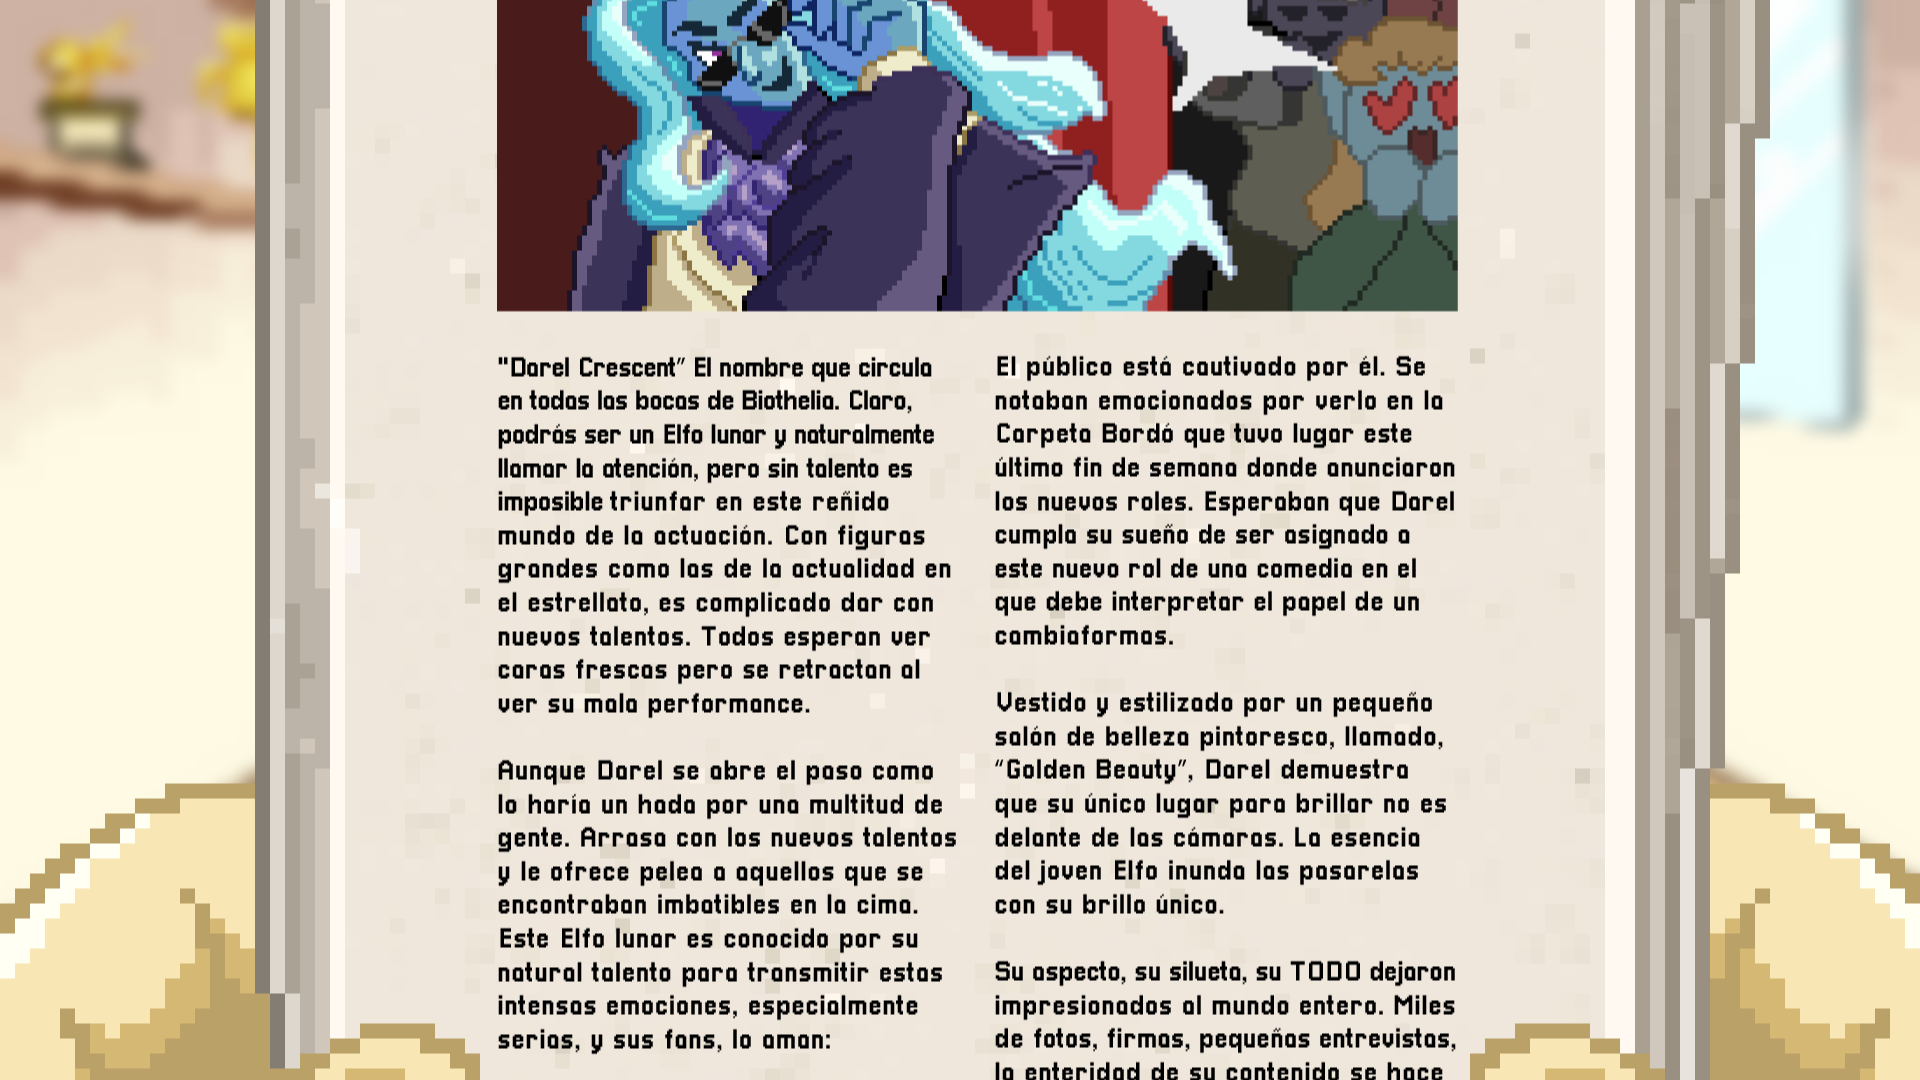 "Darel Crescent" El nombre que circula
en todas las bocas de Biothelia. Claro,
podrás ser un Elfo lunar y naturalmente
llamar la atención, pero sin talento es
imposible triunfar en este reñido
mundo de la actuación. Con figuras
grandes como las de la actualidad en
el estrellato, es complicado dar con
nuevos talentos. Todos esperan ver
caras frescas pero se retractan al
ver su mala performance.
Aunque Darel se abre el paso como
lo haría un hada por una multitud de
gente. Arrasa con los nuevos talentos
y le ofrece pelea a aquellos que se
encontraban imbatibles en la cima.
Este Elfo lunar es conocido por su
natural talento para transmitir estas
intensas emociones, especialmente
serias, y sus fans, lo aman:
El público está cautivado por él. Se
notaban emocionados por verlo en la
Carpeta Bordó que tuvo lugar este
último fin de semana donde anunciaron
los nuevos roles. Esperaban que Darel
cumpla su sueño de ser asignado a
este nuevo rol de una comedia en el
que debe interpretar el papel de un
cambiaformas.
Vestido y estilizado por un pequeño
salón de belleza pintoresco, llamado,
"Golden Beauty", Darel demuestra
que su único lugar para brillar no es
delante de las cámaras. La esencia
del joven Elfo inunda las pasarelas
con su brillo único.
Su aspecto, su silueta, su TODO dejaron
impresionados al mundo entero. Miles
de fotos, firmas, pequeñas entrevistas,
la enteridad de su contenido se hace